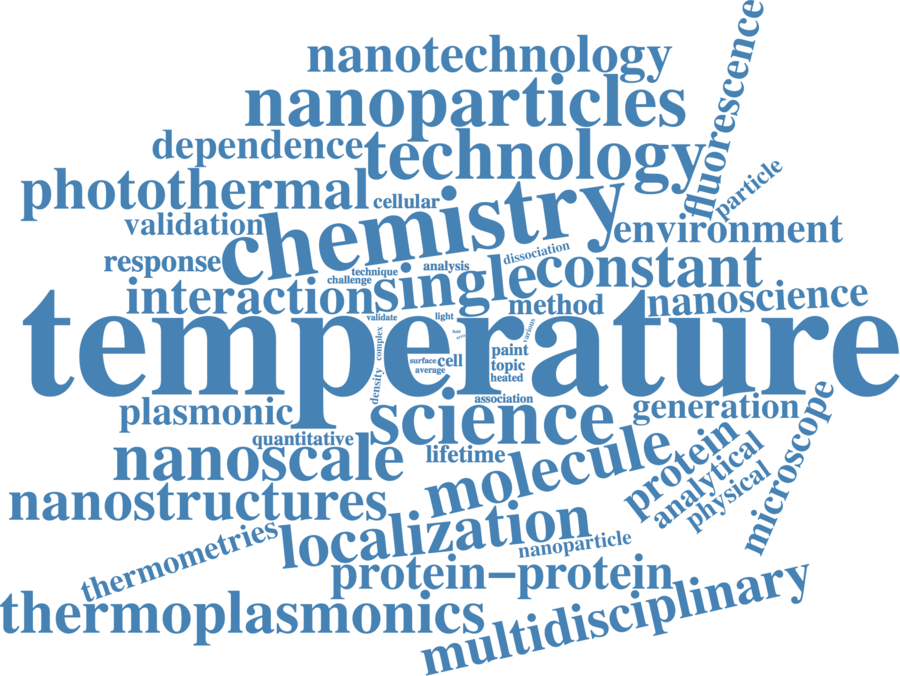 fluorescence
nanotechnology
nanoparticles
dependence
technology
particle
photothermal
cellular
validation
chemistry
environment
response
technique
analysis
dissociation
challenge
single
constant
interaction
method
nanoscience
temperature
validate
light
various
complex
paint
surface
cell
topic
average
heated
density
association
plasmonic
science
generation
quantitative
nanoscale
lifetime
molecule
protein
analytical
physical
microscope
nanostructures
localization
thermometries
nanoparticle
protein–protein
thermoplasmonics
multidisciplinary